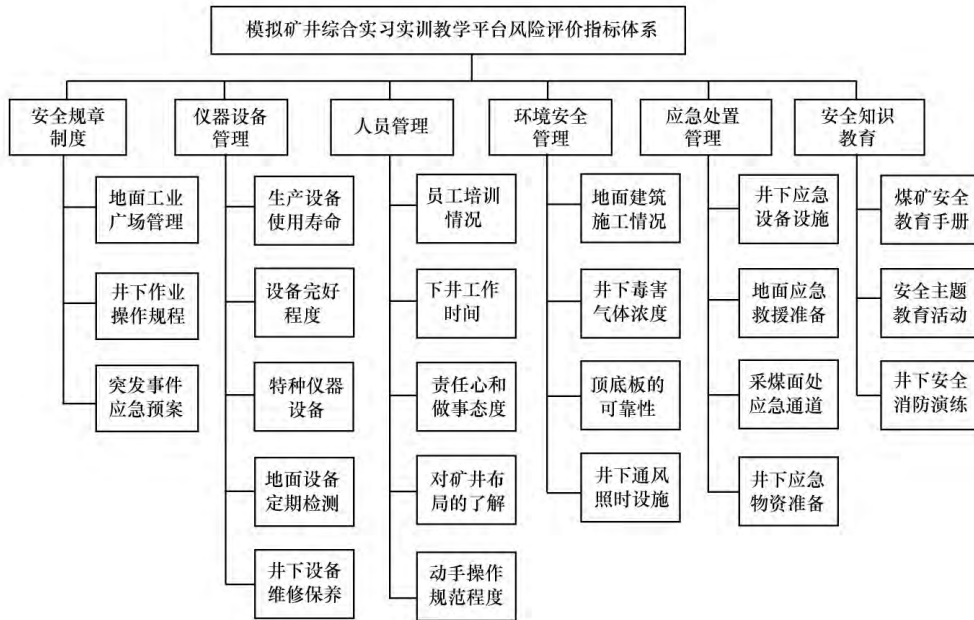 模拟矿井综合实习实训教学平台风险评价指标体系
安全规章
制度
仪器设备
管理
人员管理
环境安全
管理
应急处置
管理
安全知识
教育
地面工业
广场管理
井下作业
操作规程
突发事件
应急预案
生产设备
使用寿命
设备完好
程度
特种仪器
设备
地面设备
定期检测
井下设备
维修保养
员工培训
情况
下井工作
时间
责任心和
做事态度
对矿井布
局的了解
动手操作
规范程度
地面建筑
施工情况
井下毒害
气体浓度
顶底板的
可靠性
井下通风
照时设施
井下应急
设备设施
地面应急
救援准备
采煤面处
应急通道
井下应急
物资准备
煤矿安全
教育手册
安全主题
教育活动
井下安全
消防演练